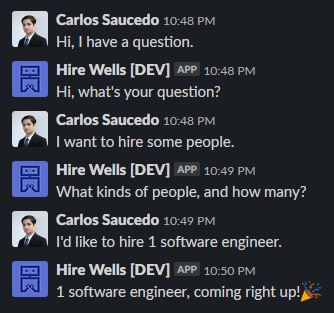 Carlos Saucedo 10:48 PM
Hi, I have a question.
Hire Wells [DEV] APP 10:48 PM
Hi, what's your question?
Carlos Saucedo 10:48 PM
I want to hire some people.
Hire Wells [DEV] APP 10:49 PM
What kinds of people, and how many?
Carlos Saucedo 10:49 PM
I'd like to hire 1 software engineer.
Hire Wells [DEV] APP 10:50 PM
1 software engineer, coming right up!🎉